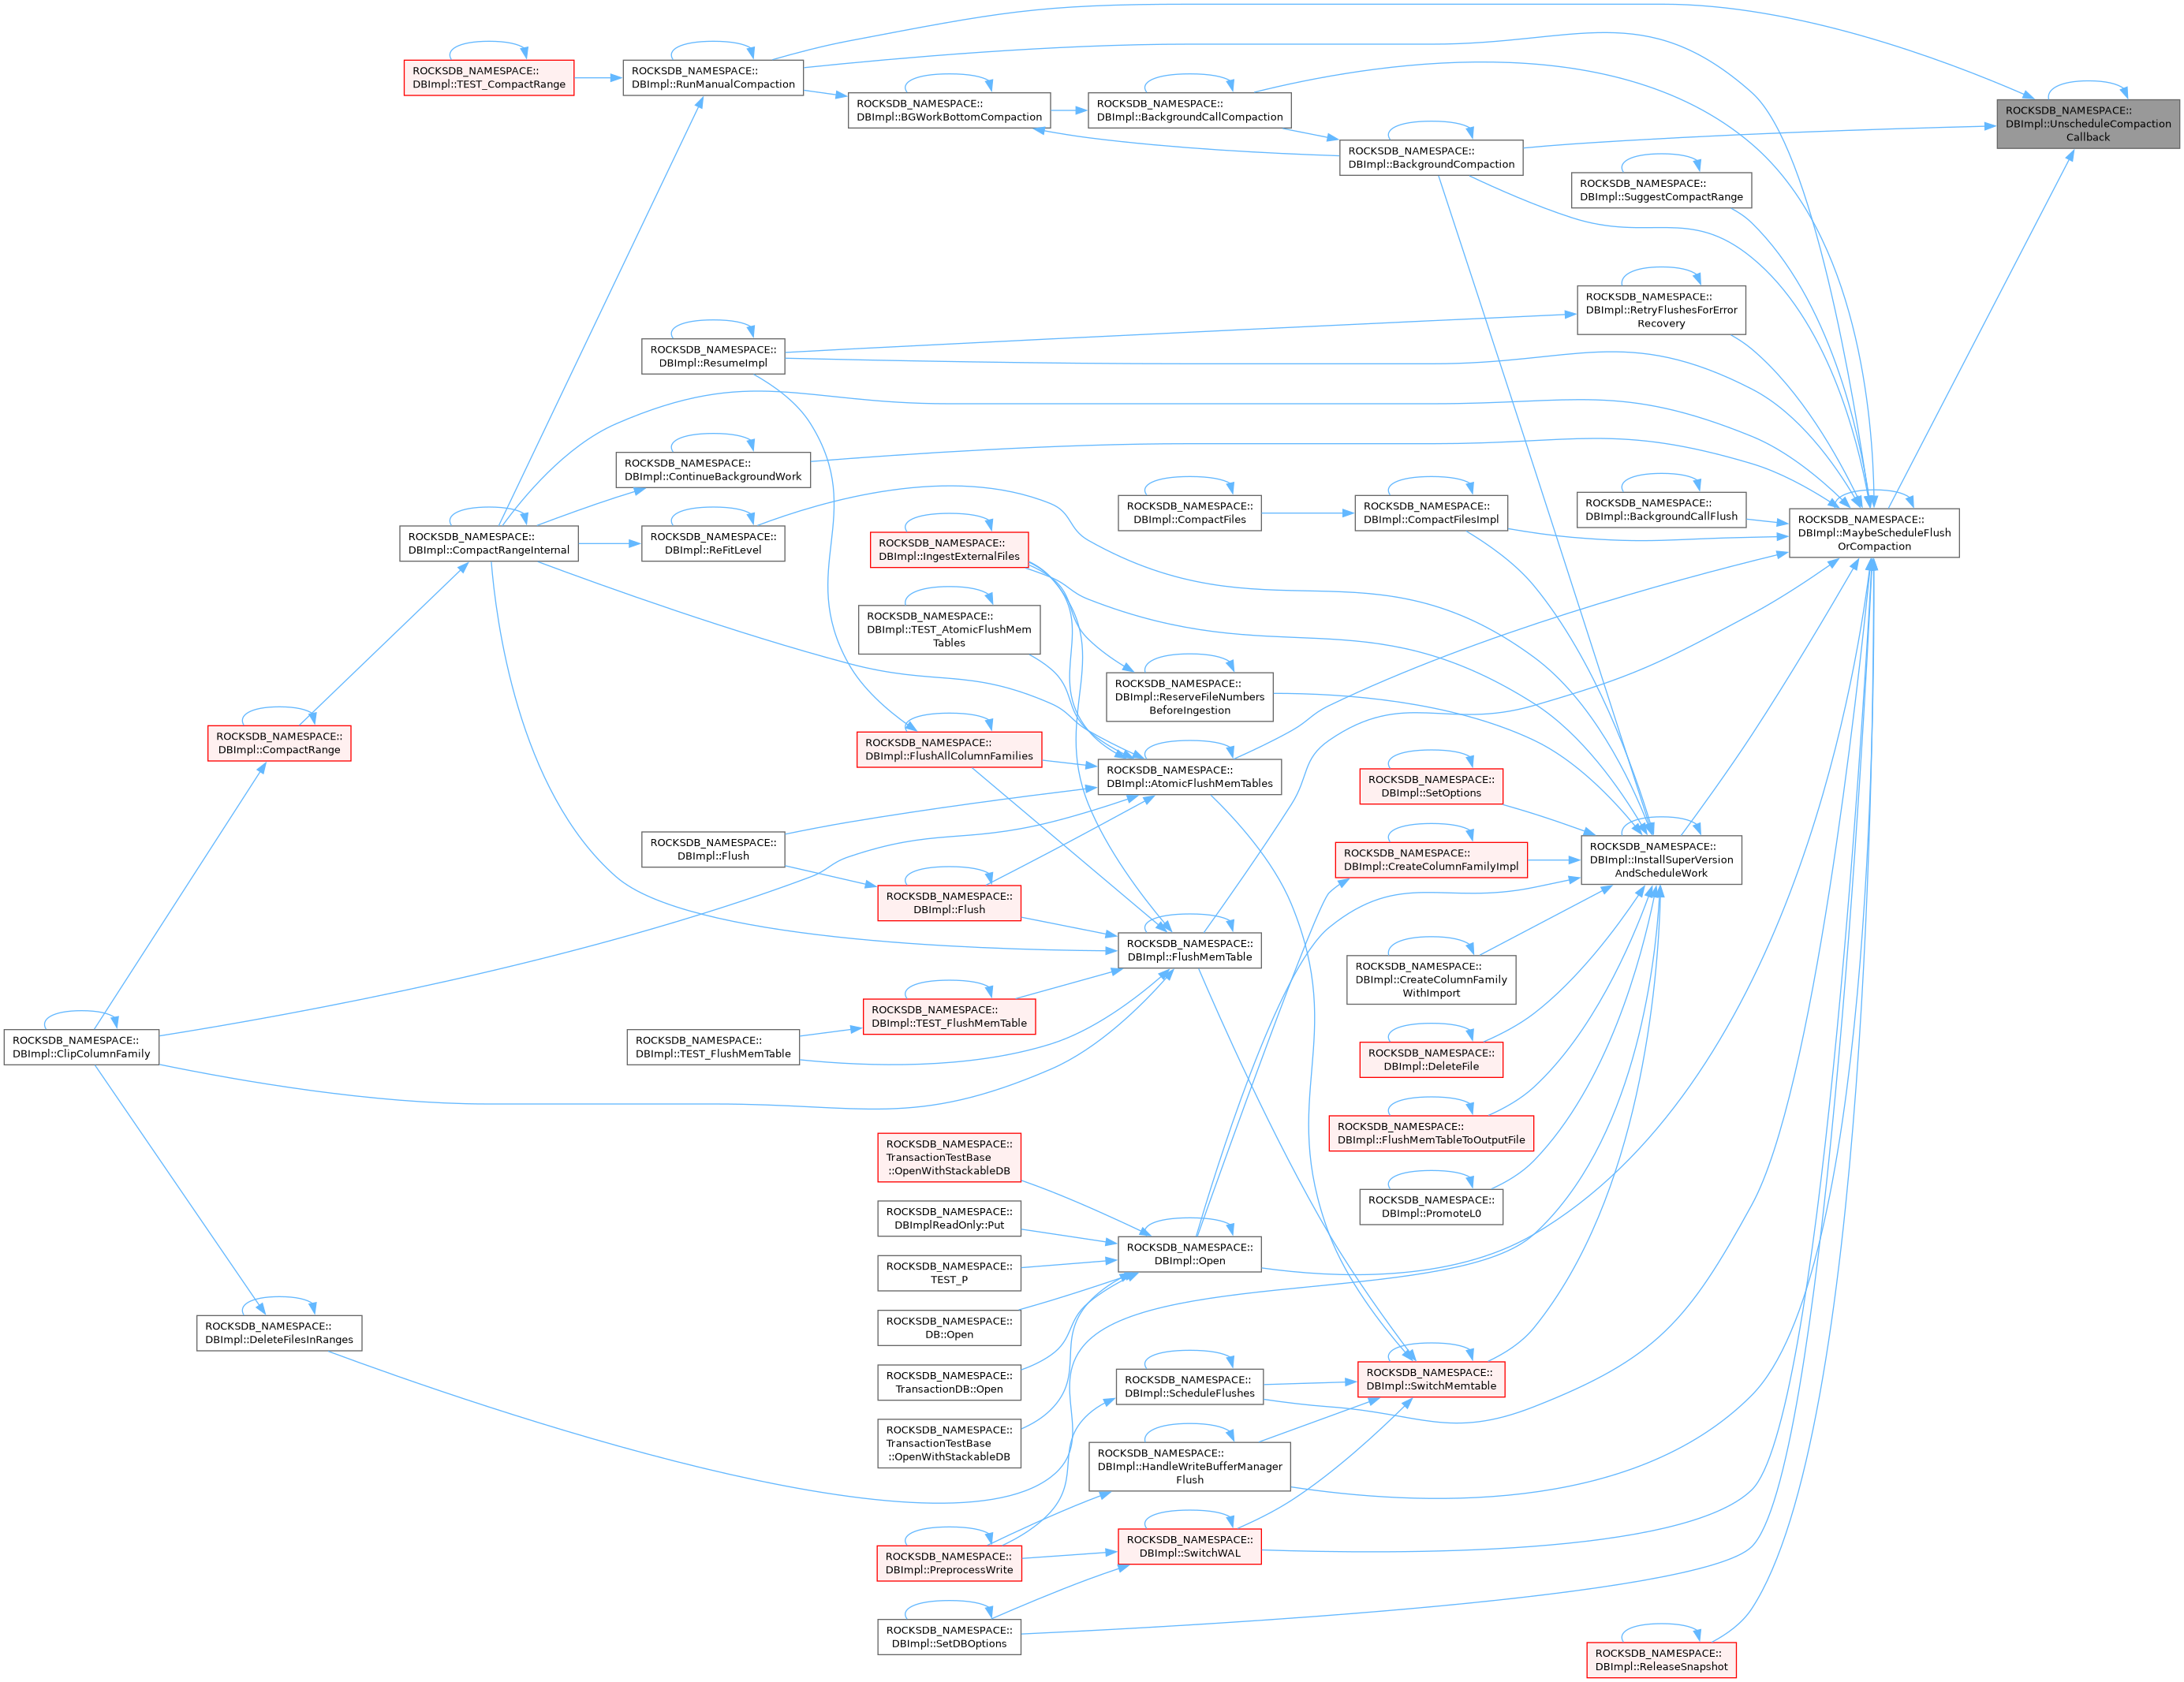 ROCKSDB_NAMESPACE::
DBImpl::TEST_CompactRange
ROCKSDB_NAMESPACE::
DBImpl::RunManualCompaction
ROCKSDB_NAMESPACE::
DBImpl::BGWorkBottomCompaction
ROCKSDB_NAMESPACE::
DBImpl::BackgroundCallCompaction
ROCKSDB_NAMESPACE::
DBImpl::UnscheduleCompaction
Callback
ROCKSDB_NAMESPACE::
DBImpl::BackgroundCompaction
ROCKSDB_NAMESPACE::
DBImpl::SuggestCompactRange
ROCKSDB_NAMESPACE::
DBImpl::RetryFlushesForError
Recovery
ROCKSDB_NAMESPACE::
DBImpl::ResumeImpl
ROCKSDB_NAMESPACE::
DBImpl::ContinueBackgroundWork
ROCKSDB_NAMESPACE::
DBImpl::CompactFiles
ROCKSDB_NAMESPACE::
DBImpl::CompactFilesImpl
ROCKSDB_NAMESPACE::
DBImpl::BackgroundCallFlush
ROCKSDB_NAMESPACE::
DBImpl::MaybeScheduleFlush
OrCompaction
ROCKSDB_NAMESPACE::
DBImpl::CompactRangeInternal
ROCKSDB_NAMESPACE::
DBImpl::ReFitLevel
ROCKSDB_NAMESPACE::
DBImpl::IngestExternalFiles
ROCKSDB_NAMESPACE::
DBImpl::TEST_AtomicFlushMem
Tables
ROCKSDB_NAMESPACE::
DBImpl::ReserveFileNumbers
BeforeIngestion
ROCKSDB_NAMESPACE::
DBImpl::CompactRange
ROCKSDB_NAMESPACE::
DBImpl::FlushAllColumnFamilies
ROCKSDB_NAMESPACE::
DBImpl::AtomicFlushMemTables
ROCKSDB_NAMESPACE::
DBImpl::SetOptions
ROCKSDB_NAMESPACE::
DBImpl::Flush
ROCKSDB_NAMESPACE::
DBImpl::CreateColumnFamilyImpl
ROCKSDB_NAMESPACE::
DBImpl::InstallSuperVersion
AndScheduleWork
ROCKSDB_NAMESPACE::
DBImpl::Flush
ROCKSDB_NAMESPACE::
DBImpl::FlushMemTable
ROCKSDB_NAMESPACE::
DBImpl::CreateColumnFamily
WithImport
ROCKSDB_NAMESPACE::
DBImpl::TEST_FlushMemTable
ROCKSDB_NAMESPACE::
DBImpl::ClipColumnFamily
ROCKSDB_NAMESPACE::
DBImpl::TEST_FlushMemTable
ROCKSDB_NAMESPACE::
DBImpl::DeleteFile
ROCKSDB_NAMESPACE::
DBImpl::FlushMemTableToOutputFile
ROCKSDB_NAMESPACE::
TransactionTestBase
::OpenWithStackableDB
ROCKSDB_NAMESPACE::
DBImpl::PromoteL0
ROCKSDB_NAMESPACE::
DBImplReadOnly::Put
ROCKSDB_NAMESPACE::
DBImpl::Open
ROCKSDB_NAMESPACE::
TEST_P
ROCKSDB_NAMESPACE::
DB::Open
ROCKSDB_NAMESPACE::
DBImpl::DeleteFilesInRanges
ROCKSDB_NAMESPACE::
TransactionDB::Open
ROCKSDB_NAMESPACE::
DBImpl::ScheduleFlushes
ROCKSDB_NAMESPACE::
DBImpl::SwitchMemtable
ROCKSDB_NAMESPACE::
TransactionTestBase
::OpenWithStackableDB
ROCKSDB_NAMESPACE::
DBImpl::HandleWriteBufferManager
Flush
ROCKSDB_NAMESPACE::
DBImpl::SwitchWAL
ROCKSDB_NAMESPACE::
DBImpl::PreprocessWrite
ROCKSDB_NAMESPACE::
DBImpl::SetDBOptions
ROCKSDB_NAMESPACE::
DBImpl::ReleaseSnapshot